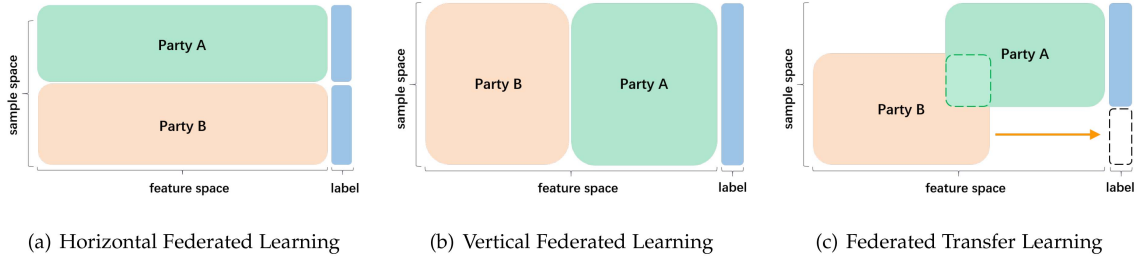 sample space
Party A
Party B
feature space
label
(a) Horizontal Federated Learning
sample space
Party B
Party A
feature space
label
(b) Vertical Federated Learning
sample space
Party A
Party B
feature space
label
(c) Federated Transfer Learning